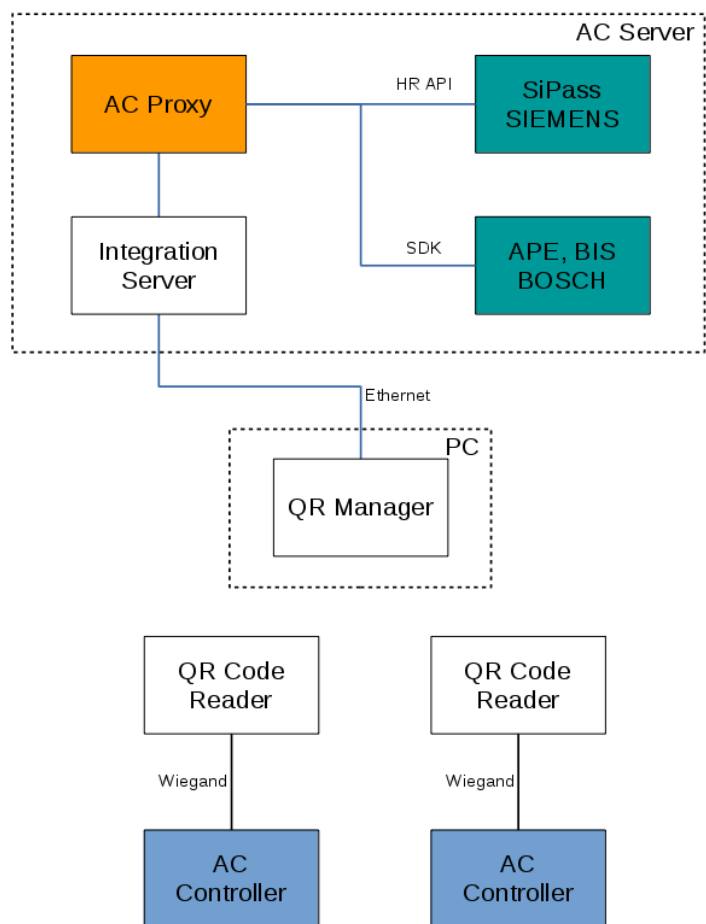 AC Server
AC Proxy
HR API
SiPass
SIEMENS
Integration
Server
SDK
APE, BIS
BOSCH
Ethernet
PC
QR Manager
QR Code
Reader
QR Code
Reader
Wiegand
Wiegand
AC
Controller
AC
Controller